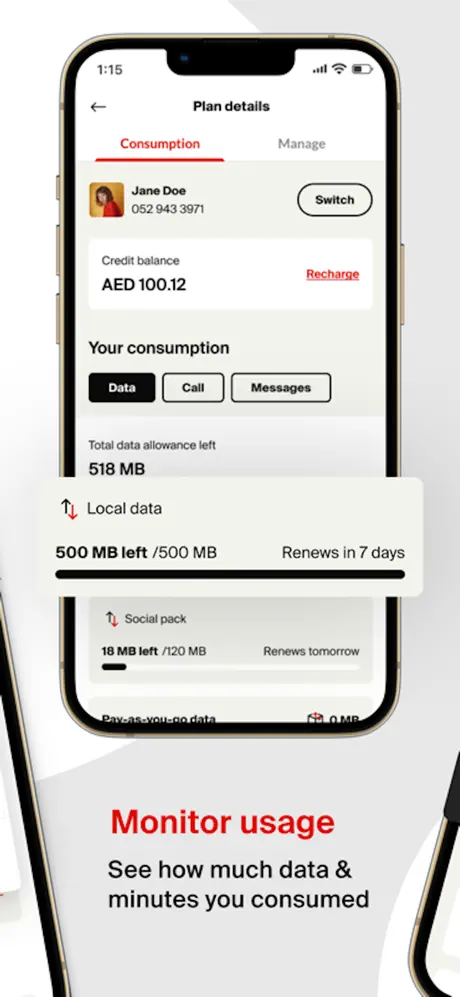 1:15
Plan details
Consumption Manage
Jane Doe
052 943 3971
Switch
Credit balance
AED 100.12
Recharge
Your consumption
Data Call Messages
Total data allowance left
518 MB
Local data
500 MB left /500 MB Renews in 7 days
Social pack
18 MB left /120 MB Renews tomorrow
Pay-as-you-go data 0 MB
Monitor usage
See how much data &
minutes you consumed